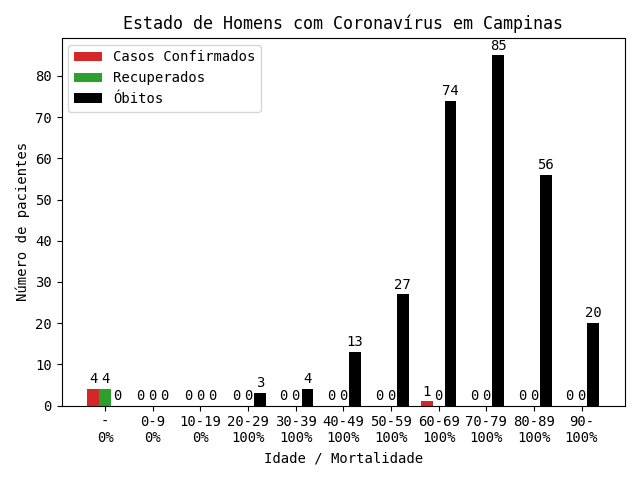 Estado de Homens com Coronavírus em Campinas
Casos Confirmados
Recuperados
Óbitos
Número de pacientes
80
70
60
50
40
30
20
10
0
4 4 0
0 0 0
0 0 0
0 0 3
0 0 4
0 0 13
0 0 27
1 0 74
0 0 85
0 0 56
0 0 20
- 0-9 10-19 20-29 30-39 40-49 50-59 60-69 70-79 80-89 90-
0% 0% 0% 100% 100% 100% 100% 100% 100% 100% 100%
Idade / Mortalidade